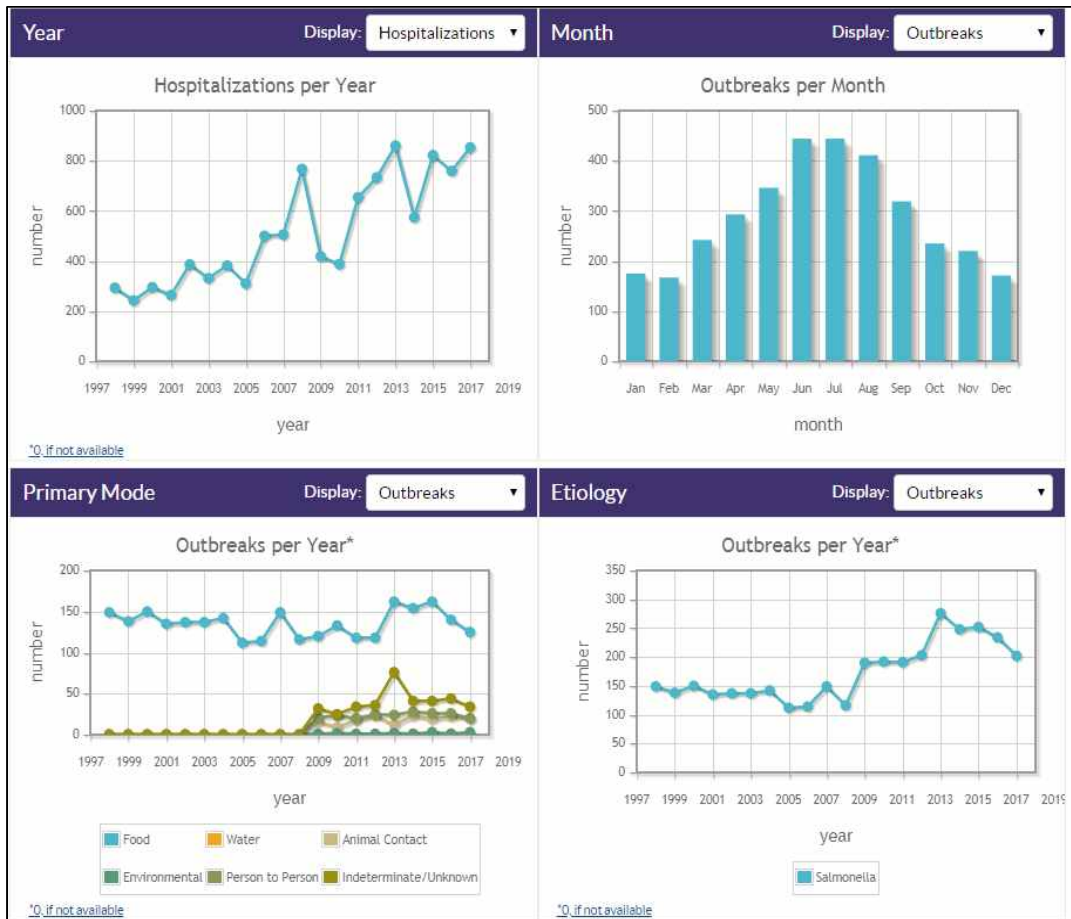 Year Display: Hospitalizations
Hospitalizations per Year
1000
800
600
400
200
0
number
1997 1999 2001 2003 2005 2007 2009 2011 2013 2015 2017 2019
year
*0, if not available
Month Display: Outbreaks
Outbreaks per Month
500
400
300
200
100
0
number
Jan Feb Mar Apr May Jun Jul Aug Sep Oct Nov Dec
month
Primary Mode Display: Outbreaks
Outbreaks per Year*
200
150
100
50
0
number
1997 1999 2001 2003 2005 2007 2009 2011 2013 2015 2017 2019
year
Food Water Animal Contact
Environmental Person to Person Indeterminate/Unknown
*0, if not available
Etiology Display: Outbreaks
Outbreaks per Year*
350
300
250
200
150
100
50
0
number
1997 1999 2001 2003 2005 2007 2009 2011 2013 2015 2017 2019
year
Salmonella
*0, if not available